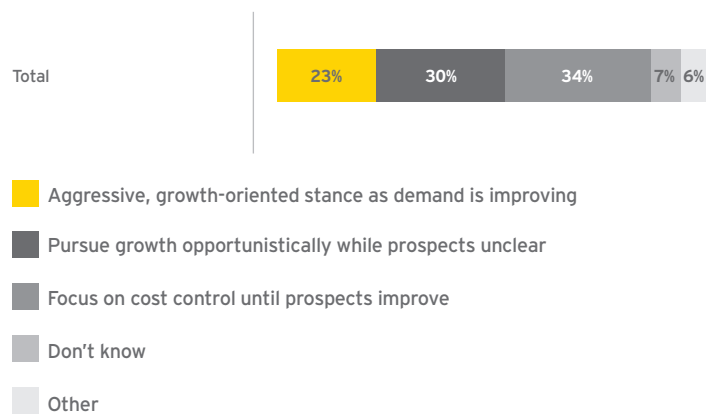 Total
23% 30% 34% 7% 6%
Aggressive, growth-oriented stance as demand is improving
Pursue growth opportunistically while prospects unclear
Focus on cost control until prospects improve
Don't know
Other